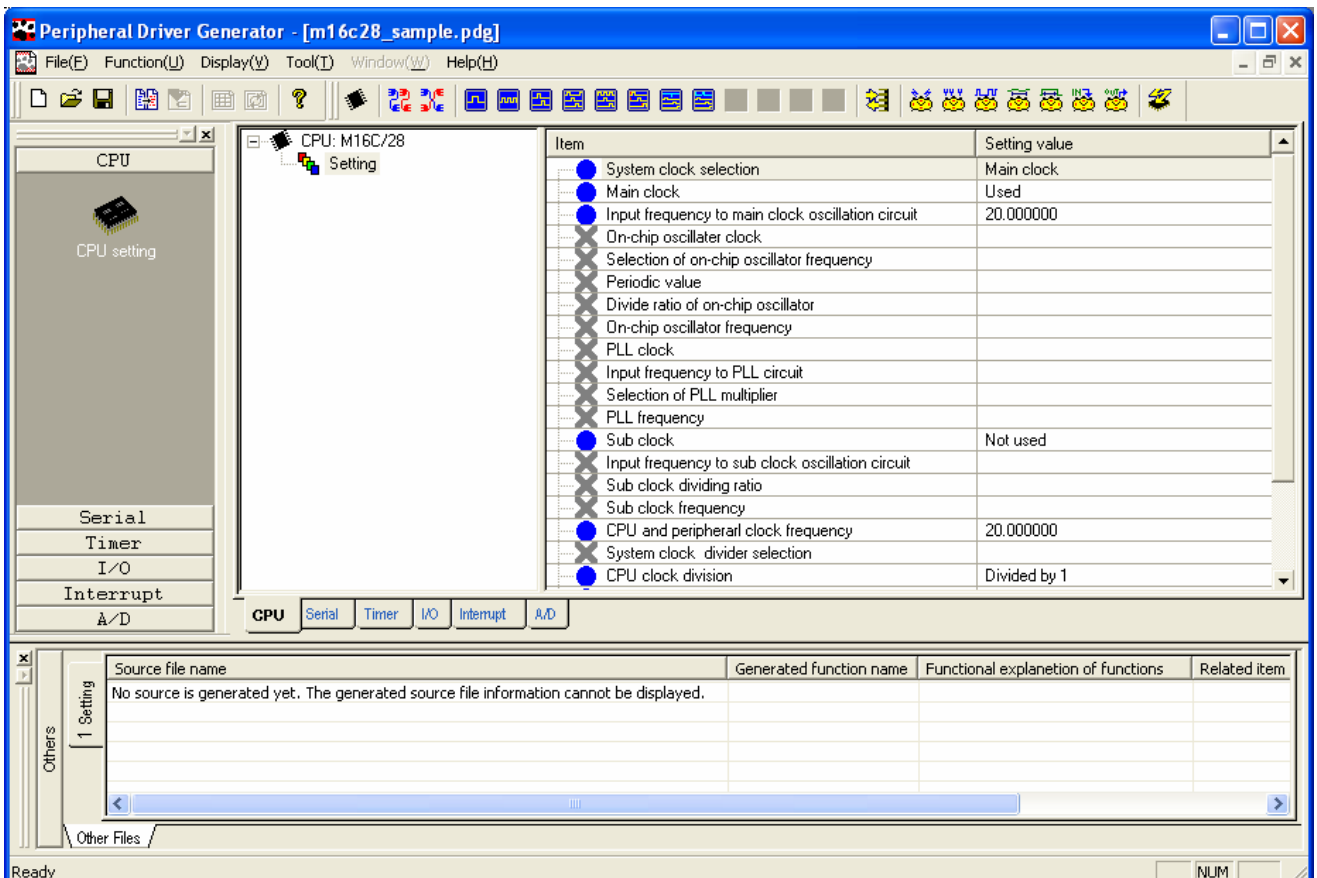 Peripheral Driver Generator - [m16c28_sample.pdg]
File(F) Function(U) Display(V) Tool(T) Window(W) Help(H)
CPU
CPU setting
Serial
Timer
I/O
Interrupt
A/D
CPU: M16C/28
Setting
Item Setting value
System clock selection Main clock
Main clock Used
Input frequency to main clock oscillation circuit 20.000000
On-chip oscillater clock
Selection of on-chip oscillator frequency
Periodic value
Divide ratio of on-chip oscillator
On-chip oscillator frequency
PLL clock
Input frequency to PLL circuit
Selection of PLL multiplier
PLL frequency
Sub clock Not used
Input frequency to sub clock oscillation circuit
Sub clock dividing ratio
Sub clock frequency
CPU and peripherarl clock frequency 20.000000
System clock divider selection
CPU clock division Divided by 1
CPU Serial Timer I/O Interrupt A/D
Others
1 Setting
Source file name Generated function name Functional explanetion of functions Related item
No source is generated yet. The generated source file information cannot be displayed.
Other Files
Ready NUM